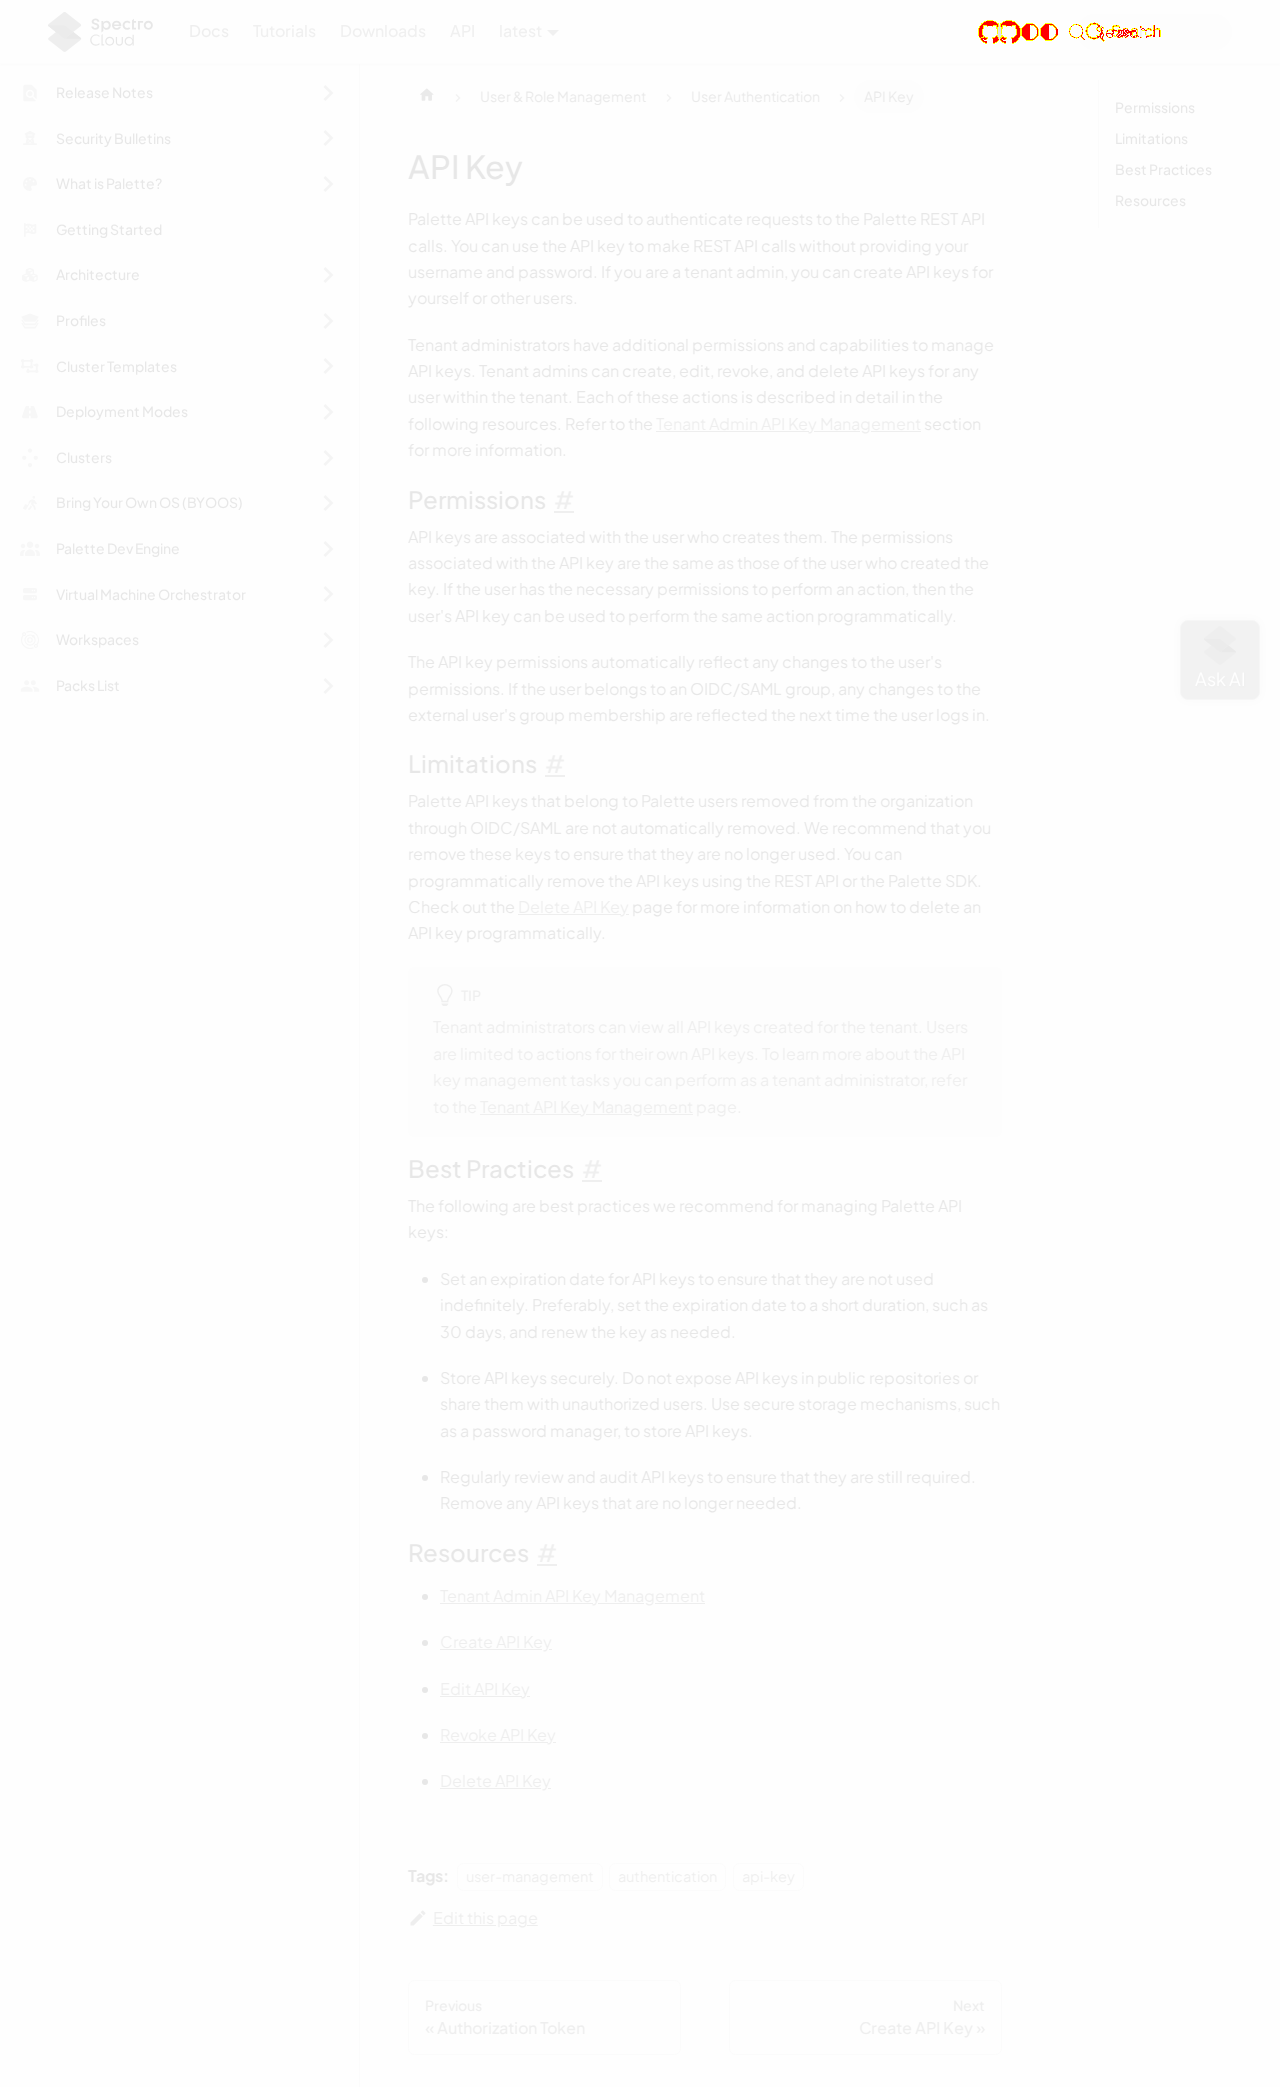 Spectro
Cloud
Docs
Tutorials
Downloads
API
latest
Release Notes
Security Bulletins
What is Palette?
Getting Started
Architecture
Profiles
Cluster Templates
Deployment Modes
Clusters
Bring Your Own OS (BYOOS)
Palette Dev Engine
Virtual Machine Orchestrator
Workspaces
Packs List
User & Role Management
User Authentication
API Key
API Key
Palette API keys can be used to authenticate requests to the Palette REST API
calls. You can use the API key to make REST API calls without providing your
username and password. If you are a tenant admin, you can create API keys for
yourself or other users.
Tenant administrators have additional permissions and capabilities to manage
API keys. Tenant admins can create, edit, revoke, and delete API keys for any
user within the tenant. Each of these actions is described in detail in the
following resources. Refer to the Tenant Admin API Key Management section
for more information.
Permissions #
API keys are associated with the user who creates them. The permissions
associated with the API key are the same as those of the user who created the
key. If the user has the necessary permissions to perform an action, then the
user's API key can be used to perform the same action programmatically.
The API key permissions automatically reflect any changes to the user's
permissions. If the user belongs to an OIDC/SAML group, any changes to the
external user's group membership are reflected the next time the user logs in.
Limitations #
Palette API keys that belong to Palette users removed from the organization
through OIDC/SAML are not automatically removed. We recommend that you
remove these keys to ensure that they are no longer used. You can
programmatically remove the API keys using the REST API or the Palette SDK.
Check out the Delete API Key page for more information on how to delete an
API key programmatically.
TIP
Tenant administrators can view all API keys created for the tenant. Users
are limited to actions for their own API keys. To learn more about the API
key management tasks you can perform as a tenant administrator, refer
to the Tenant API Key Management page.
Best Practices #
The following are best practices we recommend for managing Palette API
keys:
Set an expiration date for API keys to ensure that they are not used
indefinitely. Preferably, set the expiration date to a short duration, such as
30 days, and renew the key as needed.
Store API keys securely. Do not expose API keys in public repositories or
share them with unauthorized users. Use secure storage mechanisms, such
as a password manager, to store API keys.
Regularly review and audit API keys to ensure that they are still required.
Remove any API keys that are no longer needed.
Resources #
Tenant Admin API Key Management
Create API Key
Edit API Key
Revoke API Key
Delete API Key
Tags: user-management authentication api-key
Edit this page
Previous
« Authorization Token
Next
Create API Key »
Permissions
Limitations
Best Practices
Resources
Ask AI